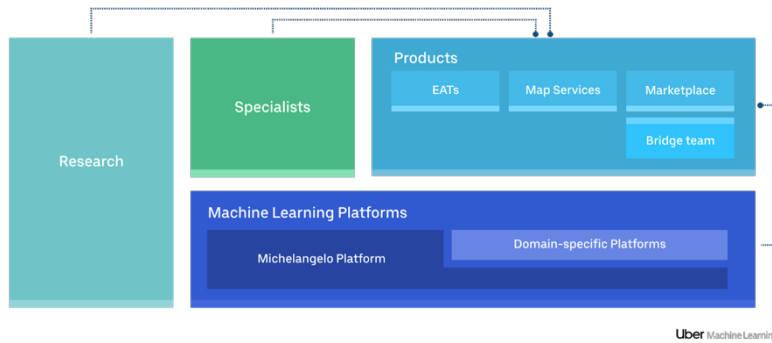 Research
Specialists
Products
EATs
Map Services
Marketplace
Bridge team
Machine Learning Platforms
Michelangelo Platform
Domain-specific Platforms
Uber Machine Learnin